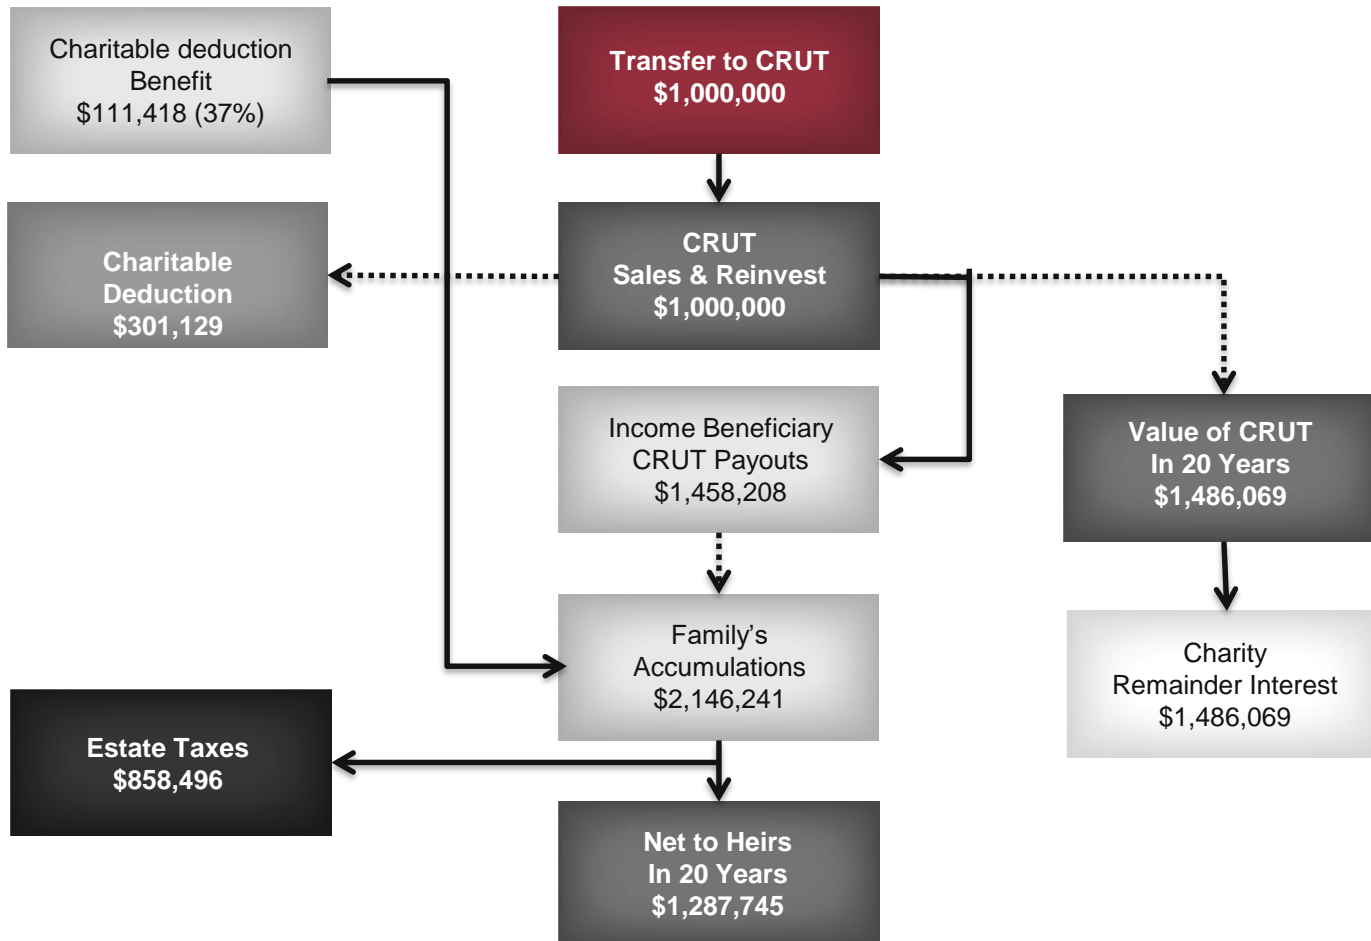 Charitable deduction
Benefit
$111,418 (37%)
Transfer to CRUT
$1,000,000
Charitable
Deduction
$301,129
CRUT
Sales & Reinvest
$1,000,000
Income Beneficiary
CRUT Payouts
$1,458,208
Value of CRUT
In 20 Years
$1,486,069
Family’s
Accumulations
$2,146,241
Charity
Remainder Interest
$1,486,069
Estate Taxes
$858,496
Net to Heirs
In 20 Years
$1,287,745